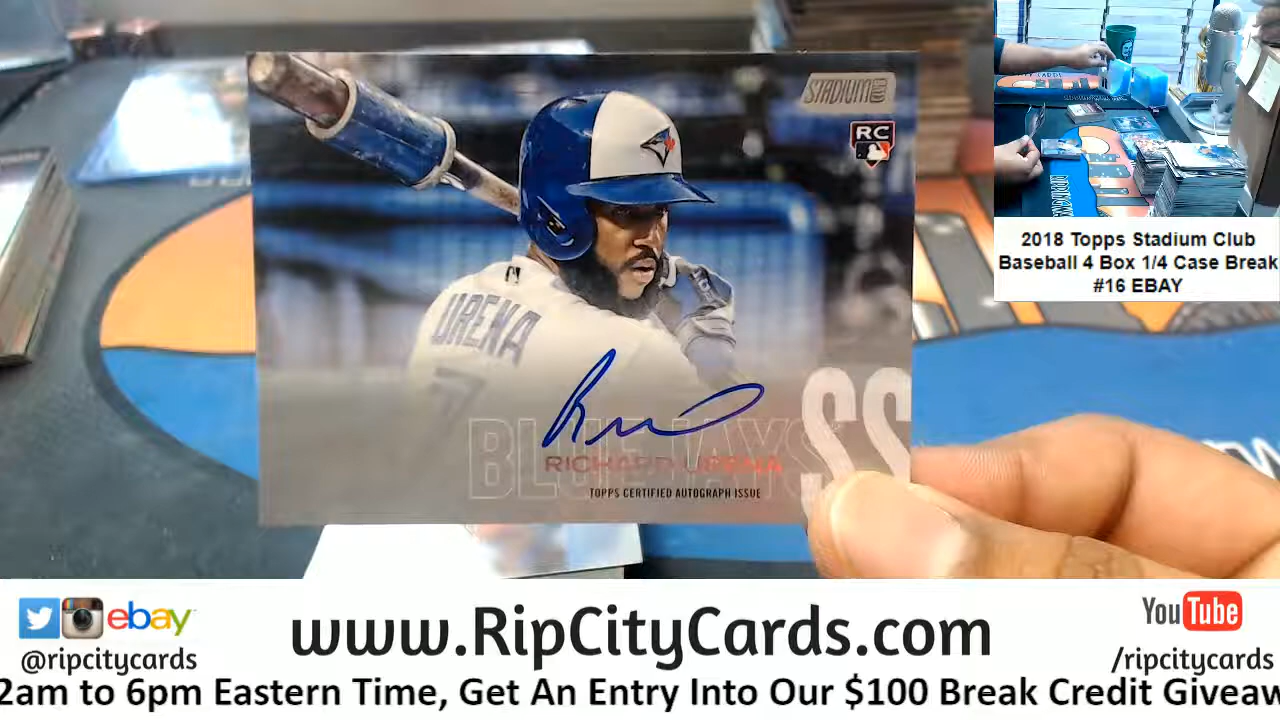 STADIUM CLUB
RC
URENA
7
SS
BLUE JAYS
RICHARD UREÑA
TOPPS CERTIFIED AUTOGRAPH ISSUE
2018 Topps Stadium Club
Baseball 4 Box 1/4 Case Break
#16 EBAY
ebay
@ripcitycards
www.RipCityCards.com
YouTube
/ripcitycards
2am to 6pm Eastern Time, Get An Entry Into Our $100 Break Credit Giveaw